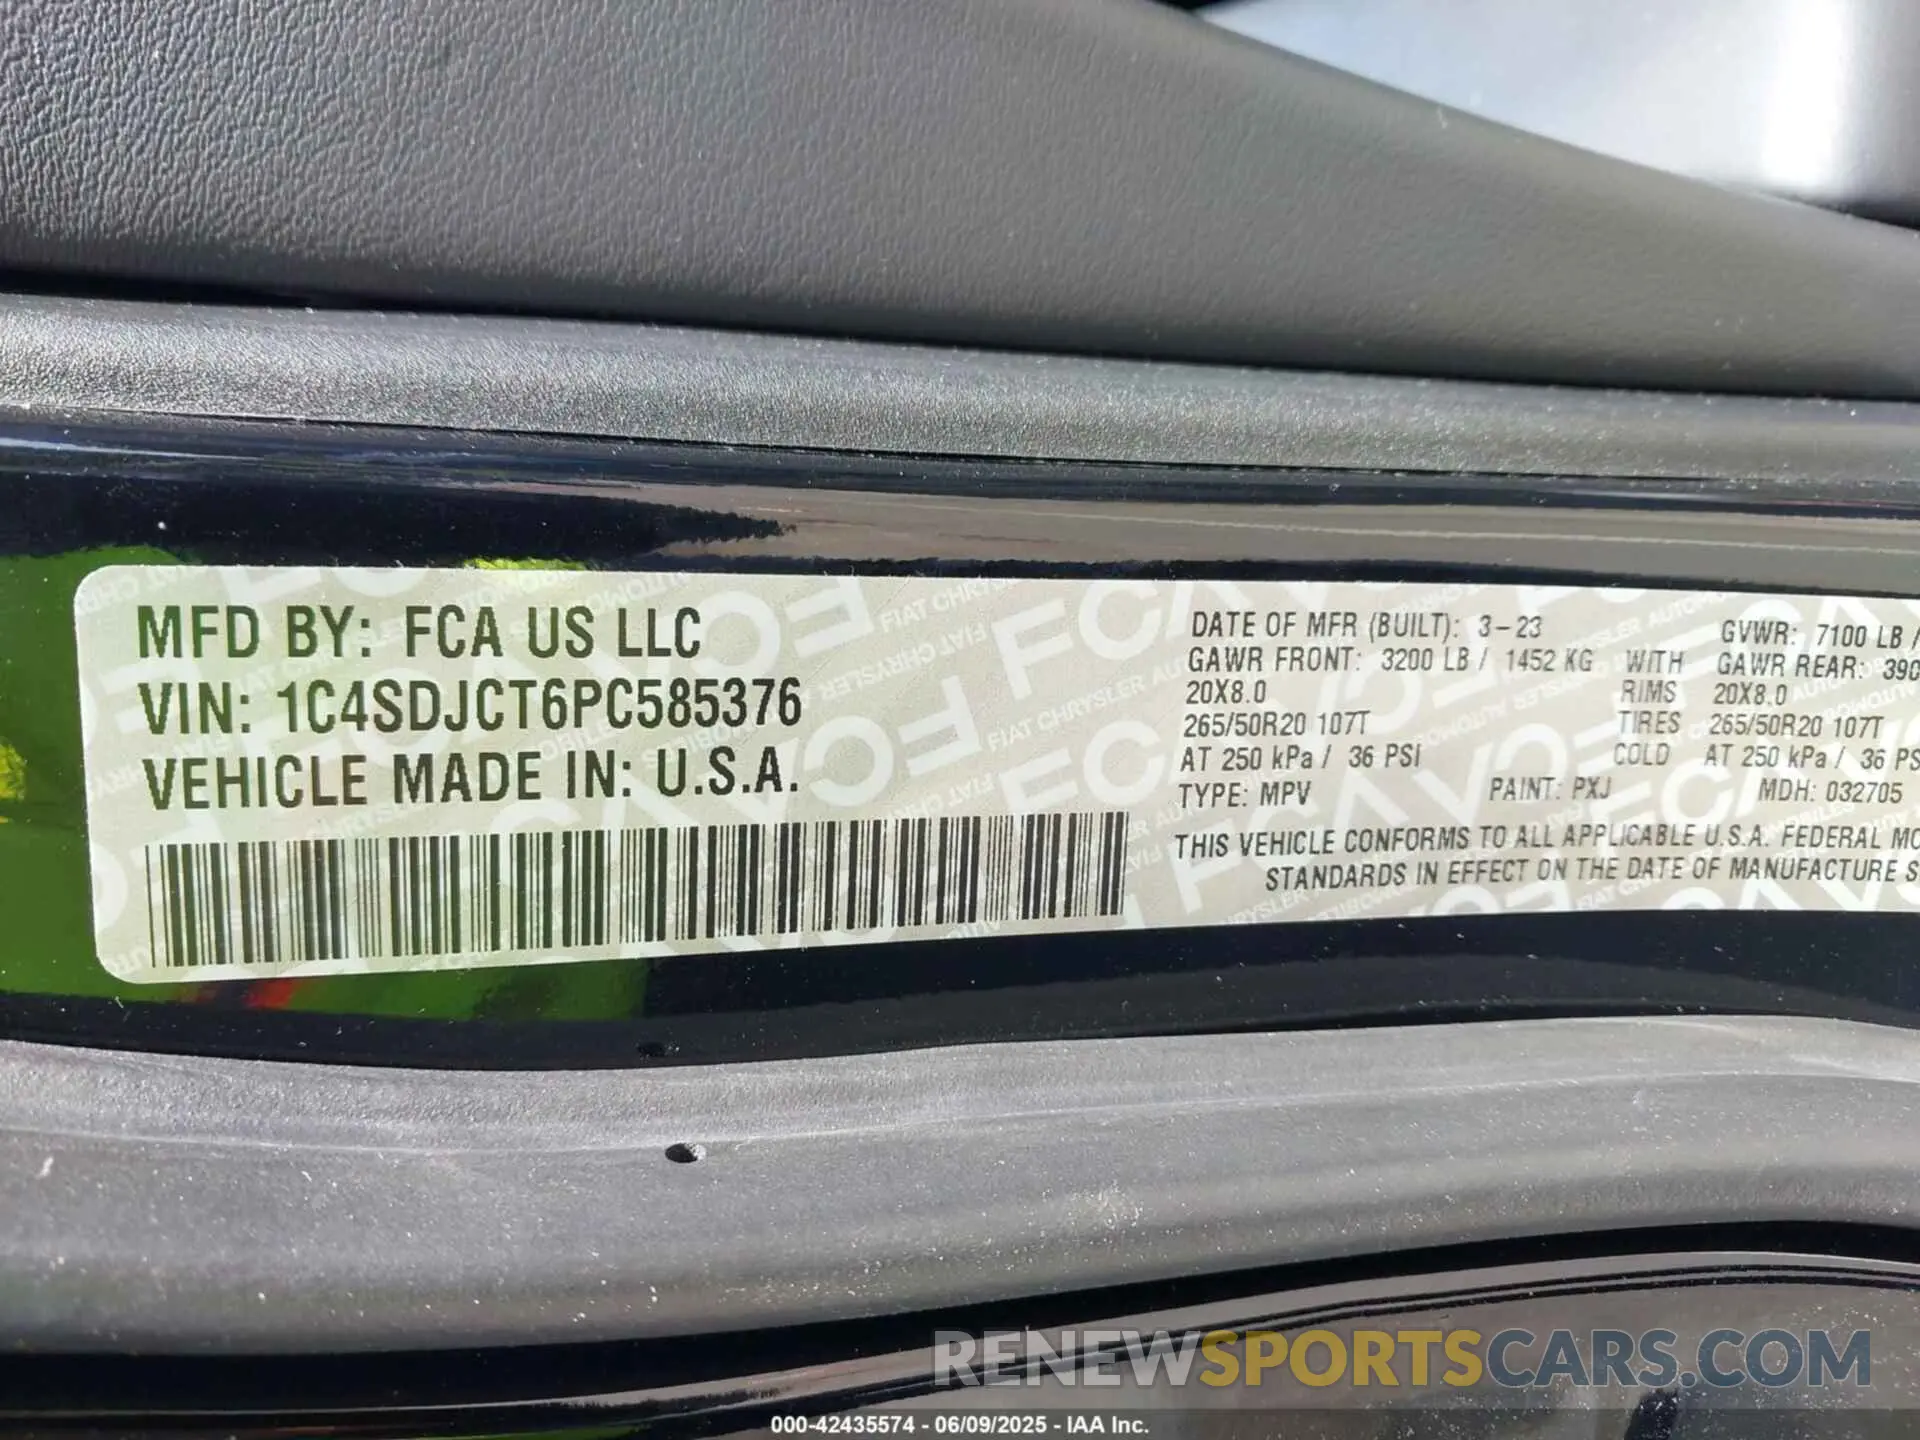 MFD BY: FCA US LLC
VIN: 1C4SDJCT6PC585376
VEHICLE MADE IN: U.S.A.
DATE OF MFR (BUILT): 3-23 GVWR: 7100 LB /
GAWR FRONT: 3200 LB / 1452 KG WITH GAWR REAR: 390
20X8.0 RIMS 20X8.0
265/50R20 107T TIRES 265/50R20 107T
AT 250 kPa / 36 PSI COLD AT 250 kPa / 36 PS
TYPE: MPV PAINT: PXJ MDH: 032705
THIS VEHICLE CONFORMS TO ALL APPLICABLE U.S.A. FEDERAL MO
STANDARDS IN EFFECT ON THE DATE OF MANUFACTURE S
RENEWSPORTSCARS.COM
000-42435574 - 06/09/2025 - IAA Inc.